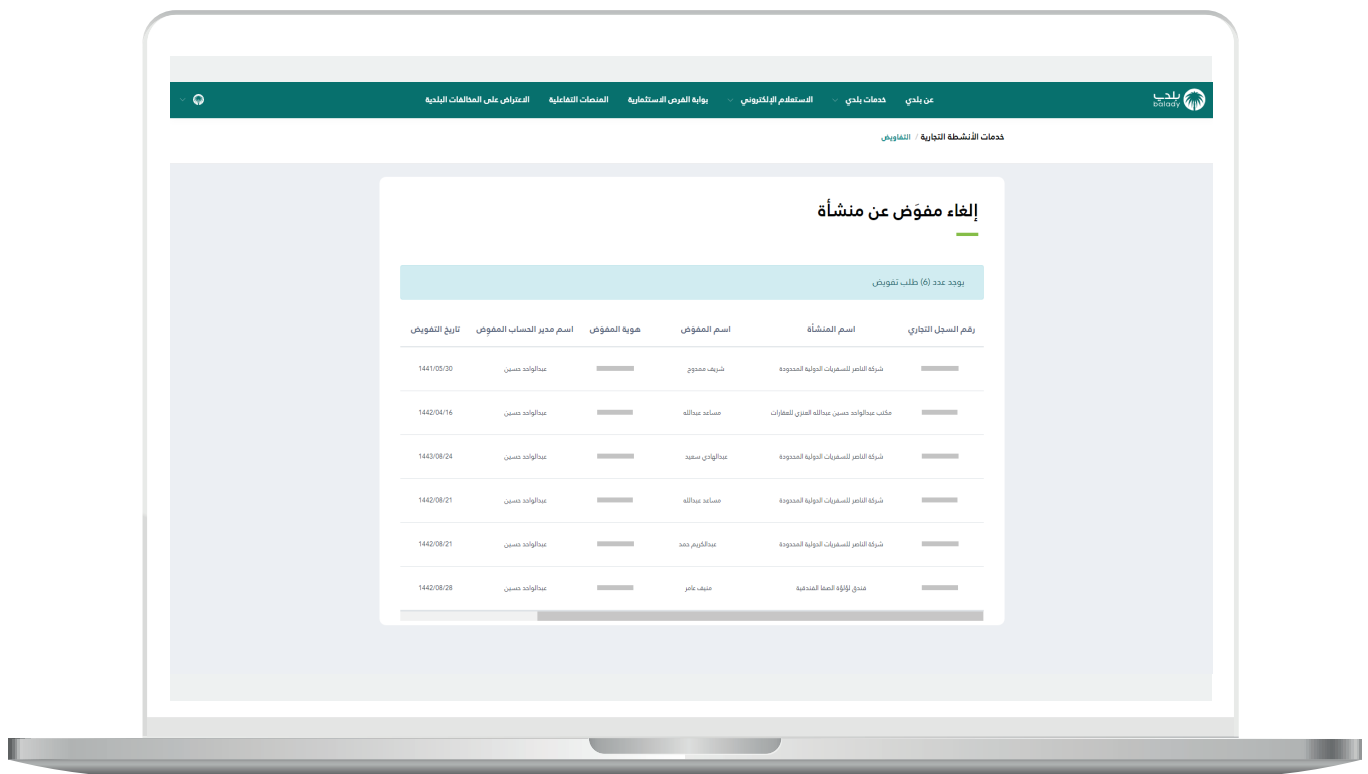 بلدي
balady
عن بلدي خدمات بلدي الاستعلام الإلكتروني بوابة الفرص الاستثمارية المنصات التفاعلية الاعتراض على المخالفات البلدية
خدمات الأنشطة التجارية / التفاويض
إلغاء مفوَض عن منشأة
يوجد عدد (6) طلب تفويض
رقم السجل التجاري اسم المنشأة اسم المفوَض هوية المفوَض اسم مدير الحساب المفوِض تاريخ التفويض
شركة الناصر للسفريات الدولية المحدودة شريف ممدوح عبدالواحد حسين 1441/05/30
مكتب عبدالواحد حسين عبدالله العنزي للعقارات مساعد عبدالله عبدالواحد حسين 1442/04/16
شركة الناصر للسفريات الدولية المحدودة عبدالهادي سعيد عبدالواحد حسين 1443/08/24
شركة الناصر للسفريات الدولية المحدودة مساعد عبدالله عبدالواحد حسين 1442/08/21
شركة الناصر للسفريات الدولية المحدودة عبدالكريم حمد عبدالواحد حسين 1442/08/21
فندق لؤلؤة الصفا الفندقية منيف عامر عبدالواحد حسين 1442/08/28